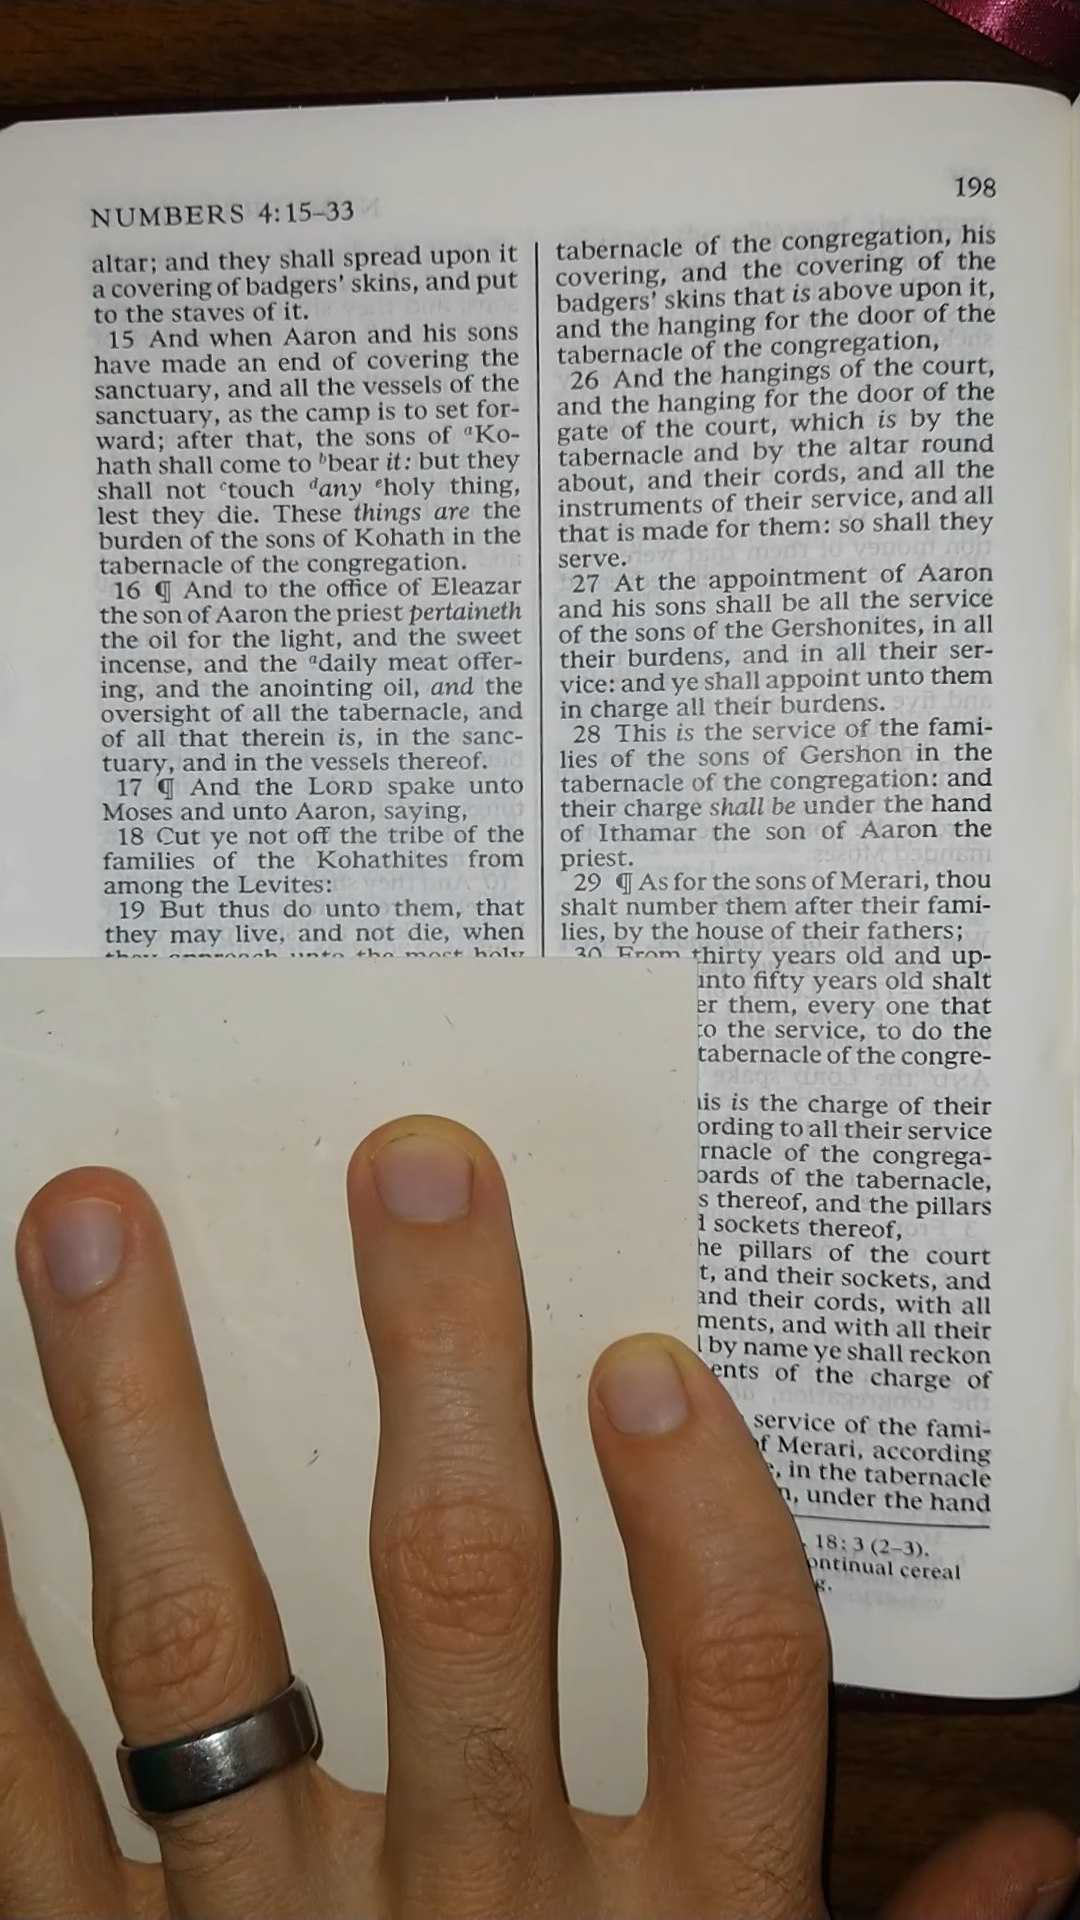 NUMBERS 4:15–33
198
altar; and they shall spread upon it
a covering of badgers’ skins, and put
to the staves of it.
15 And when Aaron and his sons
have made an end of covering the
sanctuary, and all the vessels of the
sanctuary, as the camp is to set for-
ward; after that, the sons of aKo-
hath shall come to bbear it: but they
shall not ctouch dany eholy thing,
lest they die. These things are the
burden of the sons of Kohath in the
tabernacle of the congregation.
16 ¶ And to the office of Eleazar
the son of Aaron the priest pertaineth
the oil for the light, and the sweet
incense, and the adaily meat offer-
ing, and the anointing oil, and the
oversight of all the tabernacle, and
of all that therein is, in the sanc-
tuary, and in the vessels thereof.
17 ¶ And the LORD spake unto
Moses and unto Aaron, saying,
18 Cut ye not off the tribe of the
families of the Kohathites from
among the Levites:
19 But thus do unto them, that
they may live, and not die, when
they approach unto the most holy
tabernacle of the congregation, his
covering, and the covering of the
badgers’ skins that is above upon it,
and the hanging for the door of the
tabernacle of the congregation,
26 And the hangings of the court,
and the hanging for the door of the
gate of the court, which is by the
tabernacle and by the altar round
about, and their cords, and all the
instruments of their service, and all
that is made for them: so shall they
serve.
27 At the appointment of Aaron
and his sons shall be all the service
of the sons of the Gershonites, in all
their burdens, and in all their ser-
vice: and ye shall appoint unto them
in charge all their burdens.
28 This is the service of the fami-
lies of the sons of Gershon in the
tabernacle of the congregation: and
their charge shall be under the hand
of Ithamar the son of Aaron the
priest.
29 ¶ As for the sons of Merari, thou
shalt number them after their fami-
lies, by the house of their fathers;
30 From thirty years old and up-
unto fifty years old shalt
them, every one that
the service, to do the
tabernacle of the congre-
is the charge of their
to all their service
of the congrega-
of the tabernacle,
thereof, and the pillars
sockets thereof,
pillars of the court
and their sockets, and
and their cords, with all
and with all their
by name ye shall reckon
of the charge of
service of the fami-
of Merari, according
in the tabernacle
under the hand
18:3 (2–3).
cereal